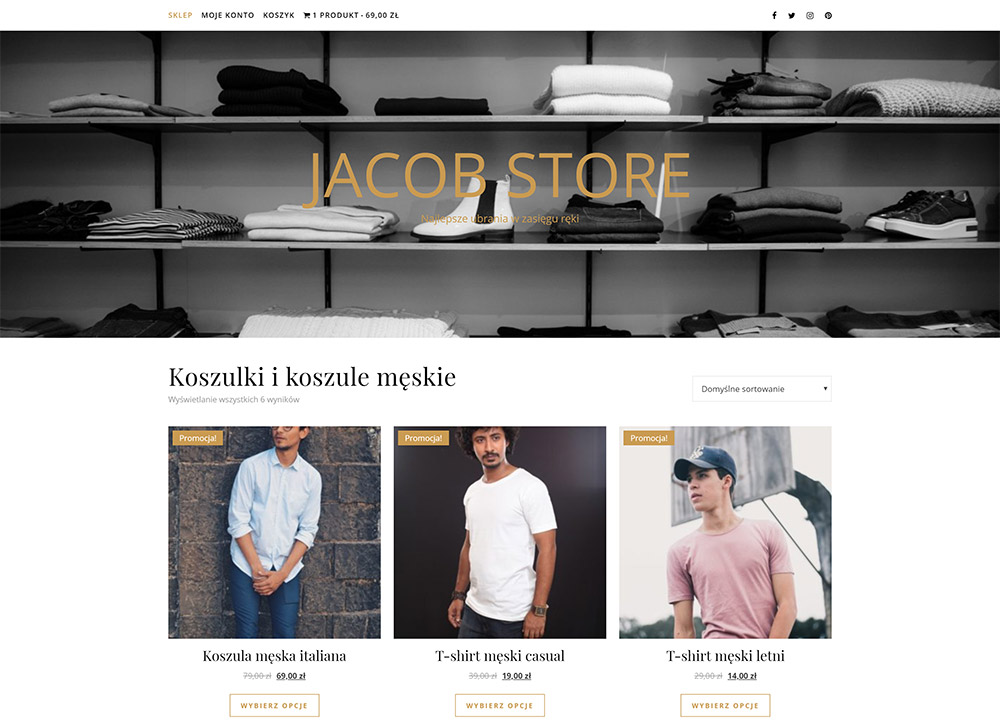 SKLEP MOJE KONTO KOSZYK 1 PRODUKT - 69,00 ZŁ
JACOB STORE
Najlepsze ubrania w zasięgu ręki
Koszulki i koszule męskie
Wyświetlanie wszystkich 6 wyników
Domyślne sortowanie
Promocja! Promocja! Promocja!
Koszula męska italiana T-shirt męski casual T-shirt męski letni
79,00 zł 69,00 zł 39,00 zł 19,00 zł 29,00 zł 14,00 zł
WYBIERZ OPCJE WYBIERZ OPCJE WYBIERZ OPCJE